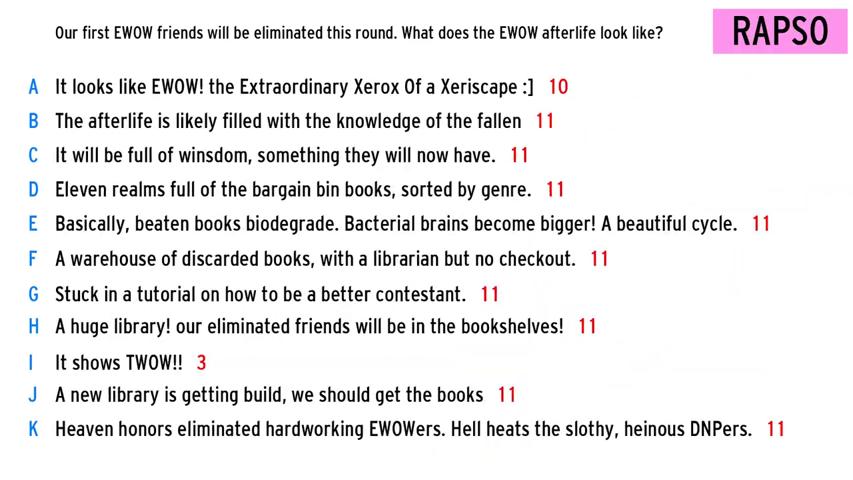 Our first EWOW friends will be eliminated this round. What does the EWOW afterlife look like?
RAPSO
A It looks like EWOW! the Extraordinary Xerox Of a Xeriscape :] 10
B The afterlife is likely filled with the knowledge of the fallen 11
C It will be full of winsdom, something they will now have. 11
D Eleven realms full of the bargain bin books, sorted by genre. 11
E Basically, beaten books biodegrade. Bacterial brains become bigger! A beautiful cycle. 11
F A warehouse of discarded books, with a librarian but no checkout. 11
G Stuck in a tutorial on how to be a better contestant. 11
H A huge library! our eliminated friends will be in the bookshelves! 11
I It shows TWOW!! 3
J A new library is getting build, we should get the books 11
K Heaven honors eliminated hardworking EWOWers. Hell heats the slothy, heinous DNPers. 11